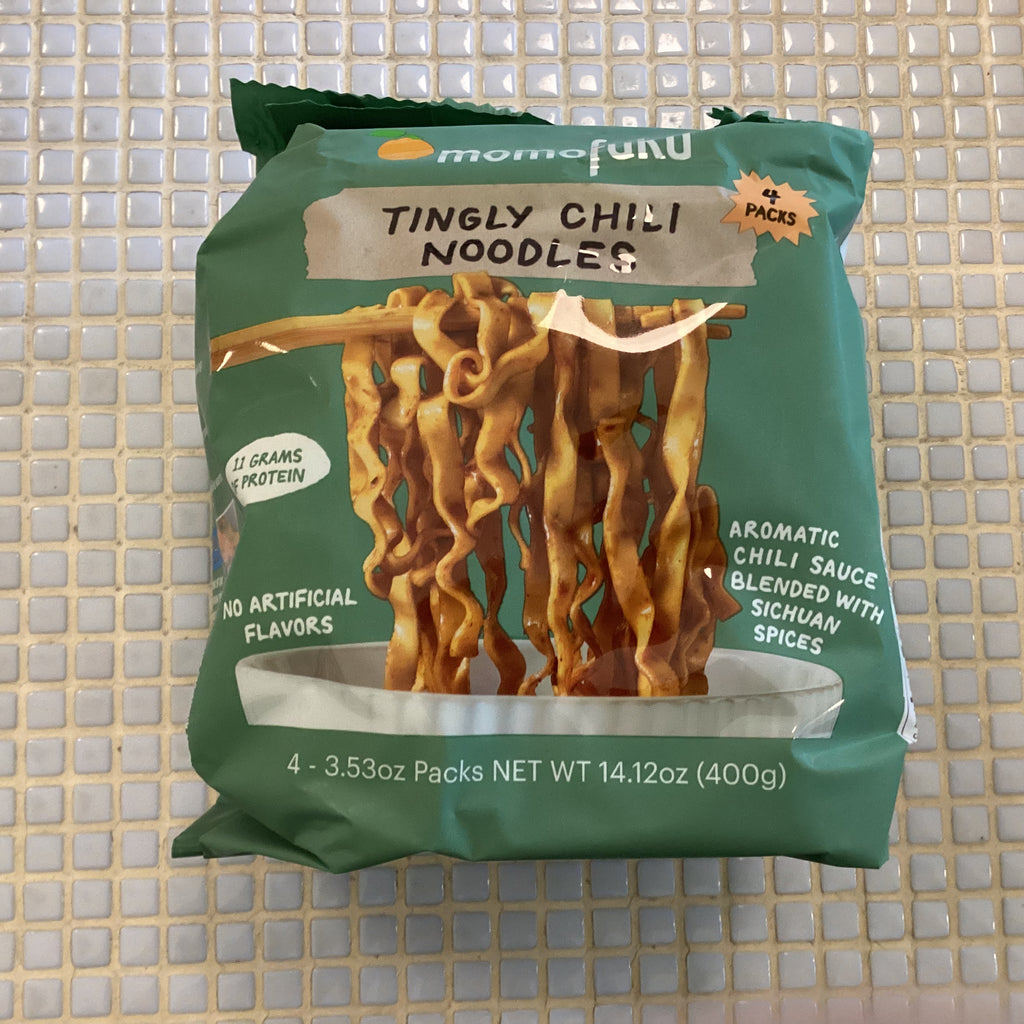 momofuku
TINGLY CHILI
NOODLES
4
PACKS
11 GRAMS
OF PROTEIN
NO ARTIFICIAL
FLAVORS
AROMATIC
CHILI SAUCE
BLENDED WITH
SICHUAN
SPICES
4 - 3.53oz Packs NET WT 14.12oz (400g)